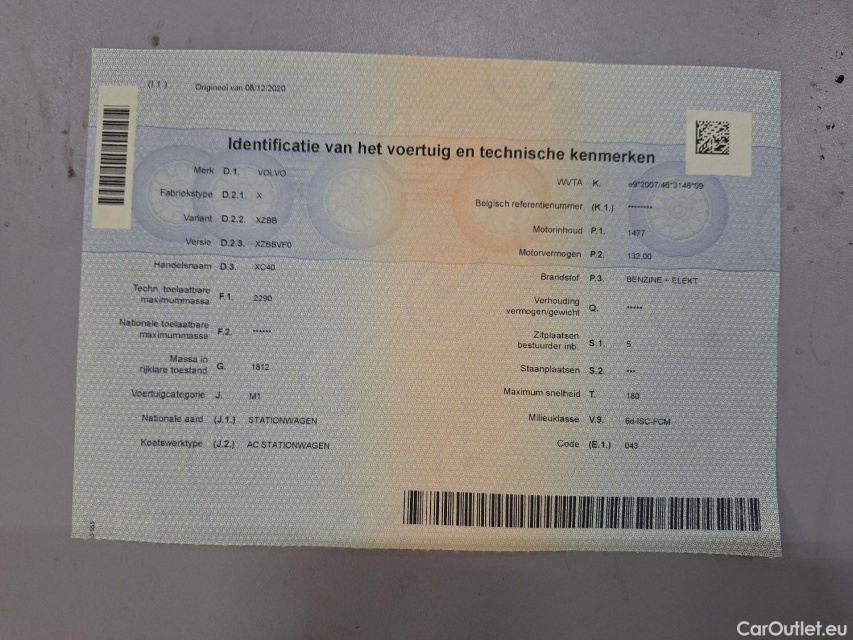 (I.1.) Origineel van 08/12/2020
Identificatie van het voertuig en technische kenmerken
Merk D.1. VOLVO
Fabriekstype D.2.1. X
Variant D.2.2. XZBB
Versie D.2.3. XZBBVF0
Handelsnaam D.3. XC40
Techn. toelaatbare
maximummassa F.1. 2290
Nationale toelaatbare
maximummassa F.2. ******
Massa in
rijklare toestand G. 1812
Voertuigcategorie J. M1
Nationale aard (J.1.) STATIONWAGEN
Koetswerktype (J.2.) AC STATIONWAGEN
WVTA K. e9*2007/46*3146*09
Belgisch referentienummer (K.1.) ********
Motorinhoud P.1. 1477
Motorvermogen P.2. 132,00
Brandstof P.3. BENZINE + ELEKT
Verhouding
vermogen/gewicht Q. *****
Zitplaatsen
bestuurder inb. S.1. 5
Staanplaatsen S.2. ***
Maximum snelheid T. 180
Milieuklasse V.9. 6d-ISC-FCM
Code (E.1.) 043
CarOutlet.eu